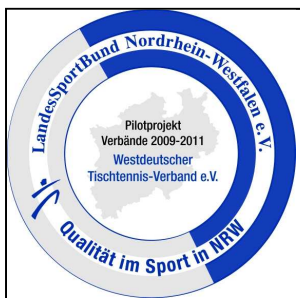 LandesSportBund Nordrhein-Westfalen e.V.
Pilotprojekt
Verbände 2009-2011
Westdeutscher
Tischtennis-Verband e.V.
Qualität im Sport in NRW